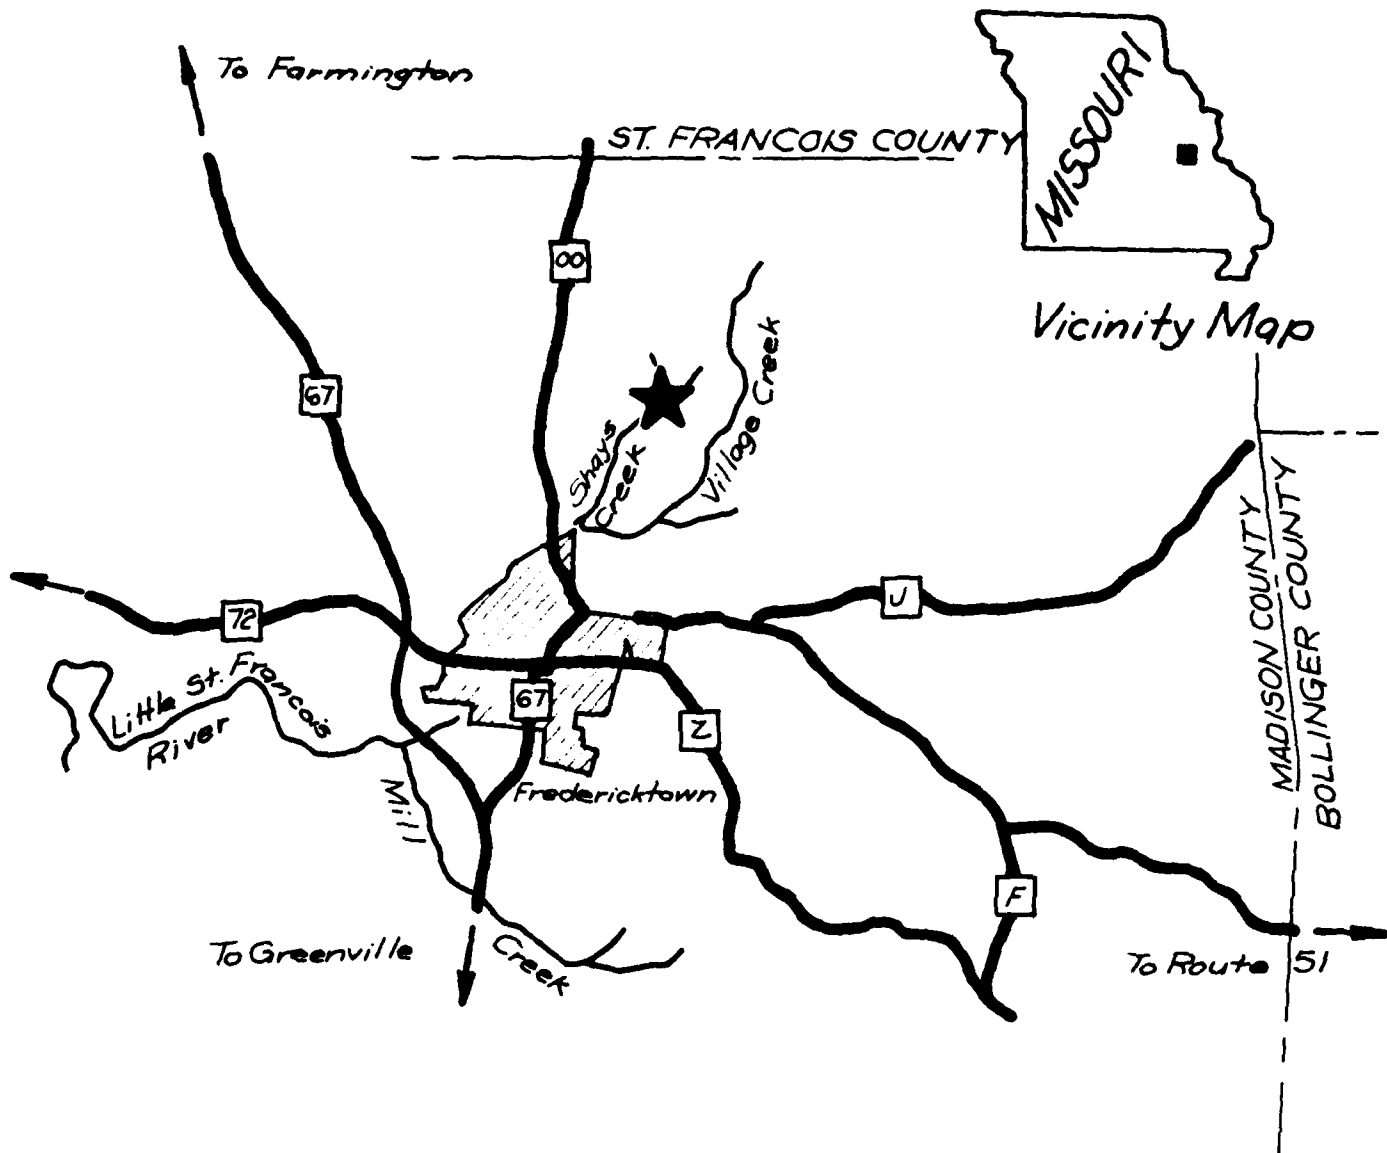 To Farmington
ST. FRANCOIS COUNTY
MISSOURI
OO
Vicinity Map
67
Shays
Creek
Village Creek
72
U
MADISON COUNTY
BOLLINGER COUNTY
Little St. Francois
River
67
Z
Fredericktown
Mill
Creek
F
To Greenville
To Route 51